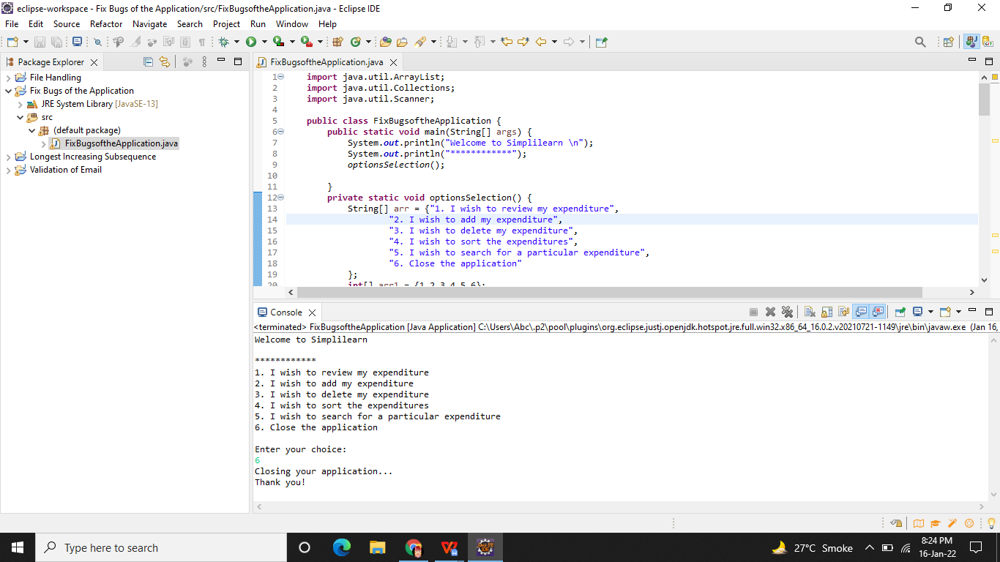 eclipse-workspace - Fix Bugs of the Application/src/FixBugsoftheApplication.java - Eclipse IDE
File Edit Source Refactor Navigate Search Project Run Window Help
Package Explorer
File Handling
Fix Bugs of the Application
JRE System Library [JavaSE-13]
src
(default package)
FixBugsoftheApplication.java
Longest Increasing Subsequence
Validation of Email
FixBugsoftheApplication.java
1 import java.util.ArrayList;
2 import java.util.Collections;
3 import java.util.Scanner;
4
5 public class FixBugsoftheApplication {
6 public static void main(String[] args) {
7 System.out.println("Welcome to Simplilearn \n");
8 System.out.println("************");
9 optionsSelection();
10
11 }
12 private static void optionsSelection() {
13 String[] arr = {"1. I wish to review my expenditure",
14 "2. I wish to add my expenditure",
15 "3. I wish to delete my expenditure",
16 "4. I wish to sort the expenditures",
17 "5. I wish to search for a particular expenditure",
18 "6. Close the application"
19 };
20 int[] arr1 = {1,2,3,4,5,6};
Console
<terminated> FixBugsoftheApplication [Java Application] C:\Users\Abc\.p2\pool\plugins\org.eclipse.justj.openjdk.hotspot.jre.full.win32.x86_64_16.0.2.v20210721-1149\jre\bin\javaw.exe (Jan 16,
Welcome to Simplilearn
************
1. I wish to review my expenditure
2. I wish to add my expenditure
3. I wish to delete my expenditure
4. I wish to sort the expenditures
5. I wish to search for a particular expenditure
6. Close the application
Enter your choice:
6
Closing your application...
Thank you!
Type here to search
27°C Smoke
8:24 PM
16-Jan-22